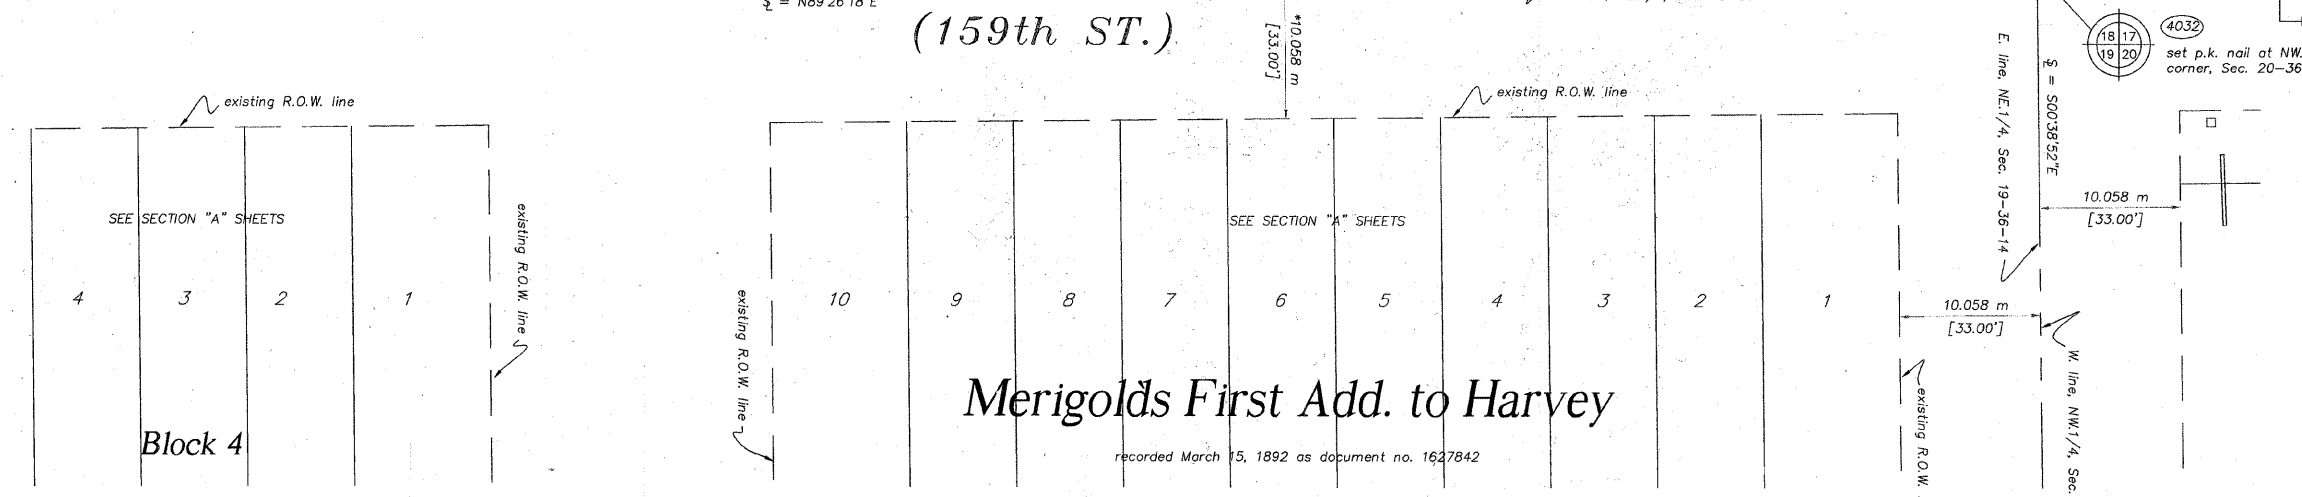 ℄ = N89°26'18"E
(159th ST.)
*10.058 m
[33.00']
existing R.O.W. line
existing R.O.W. line
E. line, NE.1/4, Sec. 19-36-14
℄ = S00°38'52"E
18 17
19 20
4032
set p.k. nail at NW.
corner, Sec. 20-36
10.058 m
[33.00']
SEE SECTION "A" SHEETS
SEE SECTION "A" SHEETS
existing R.O.W. line
existing R.O.W. line
4 3 2 1
10 9 8 7 6 5 4 3 2 1
10.058 m
[33.00']
W. line, NW.1/4, Sec.
existing R.O.W.
Merigolds First Add. to Harvey
Block 4
recorded March 15, 1892 as document no. 1627842